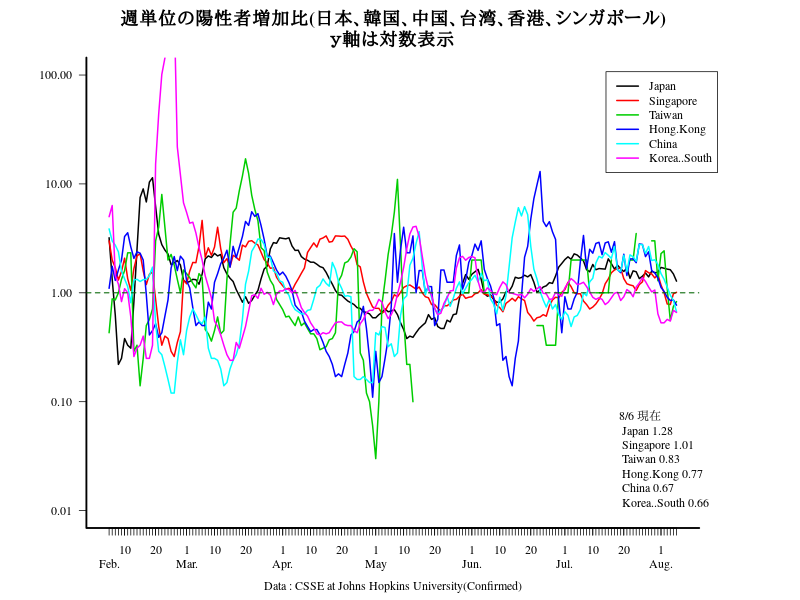 週単位の陽性者増加比(日本、韓国、中国、台湾、香港、シンガポール)
y軸は対数表示
100.00
10.00
1.00
0.10
0.01
Japan
Singapore
Taiwan
Hong.Kong
China
Korea..South
8/6 現在
Japan 1.28
Singapore 1.01
Taiwan 0.83
Hong.Kong 0.77
China 0.67
Korea..South 0.66
10 20 1 10 20 1 10 20 1 10 20 1 10 20 1 10 20 1
Feb. Mar. Apr. May Jun. Jul. Aug.
Data : CSSE at Johns Hopkins University(Confirmed)